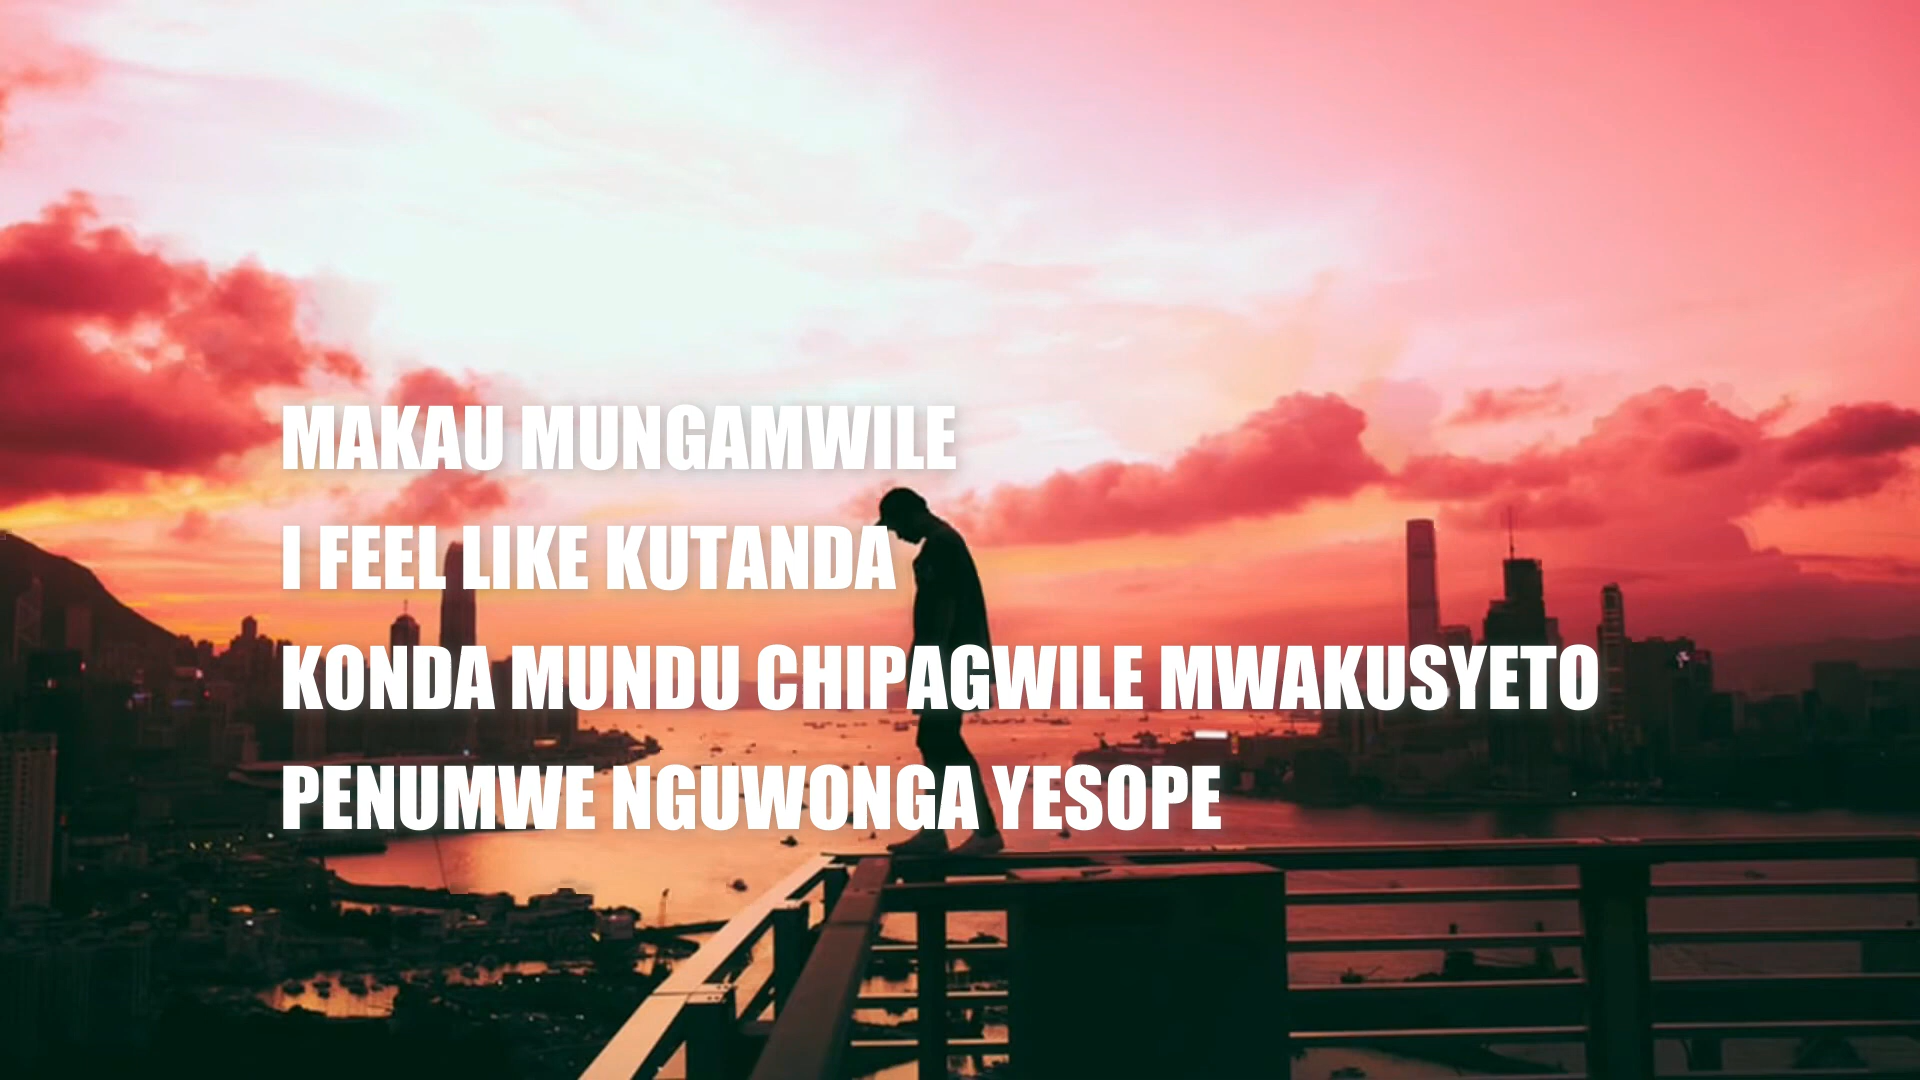 MAKAU MUNGAMWILE
I FEEL LIKE KUTANDA
KONDA MUNDU CHIPAGWILE MWAKUSYETO
PENUMWE NGUWONGA YESOPE